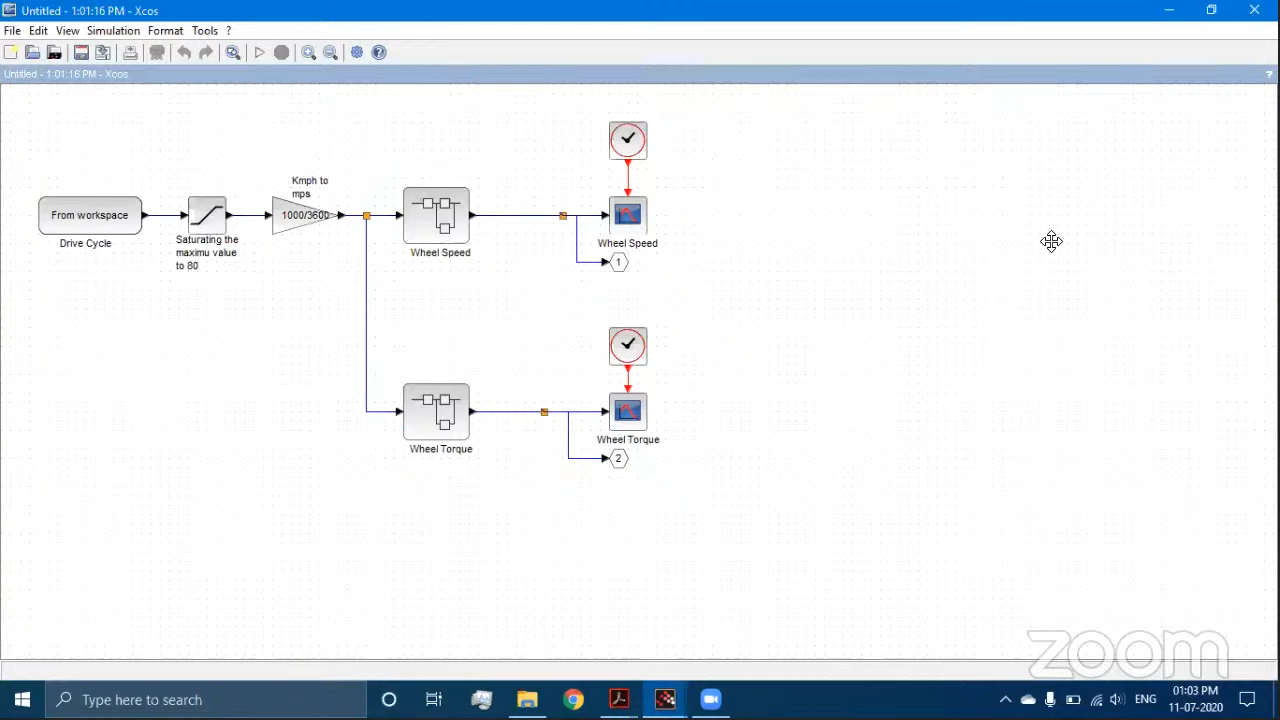 Untitled - 1:01:16 PM - Xcos
File Edit View Simulation Format Tools ?
Untitled - 1:01:16 PM - Xcos ?
Kmph to
mps
From workspace
1000/3600
Drive Cycle
Saturating the
maximu value
to 80
Wheel Speed
Wheel Speed
1
Wheel Torque
Wheel Torque
2
zoom
Type here to search
ENG
01:03 PM
11-07-2020